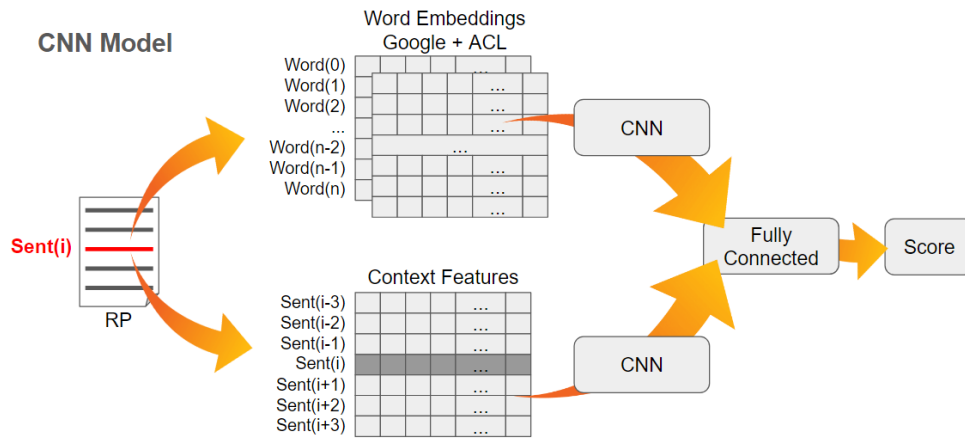 CNN Model
Word Embeddings
Google + ACL
Word(0)
Word(1)
Word(2)
...
Word(n-2)
Word(n-1)
Word(n)
...
...
...
...
...
...
...
...
CNN
Sent(i)
RP
Fully
Connected
Score
Context Features
Sent(i-3)
Sent(i-2)
Sent(i-1)
Sent(i)
Sent(i+1)
Sent(i+2)
Sent(i+3)
...
...
...
...
...
...
...
CNN